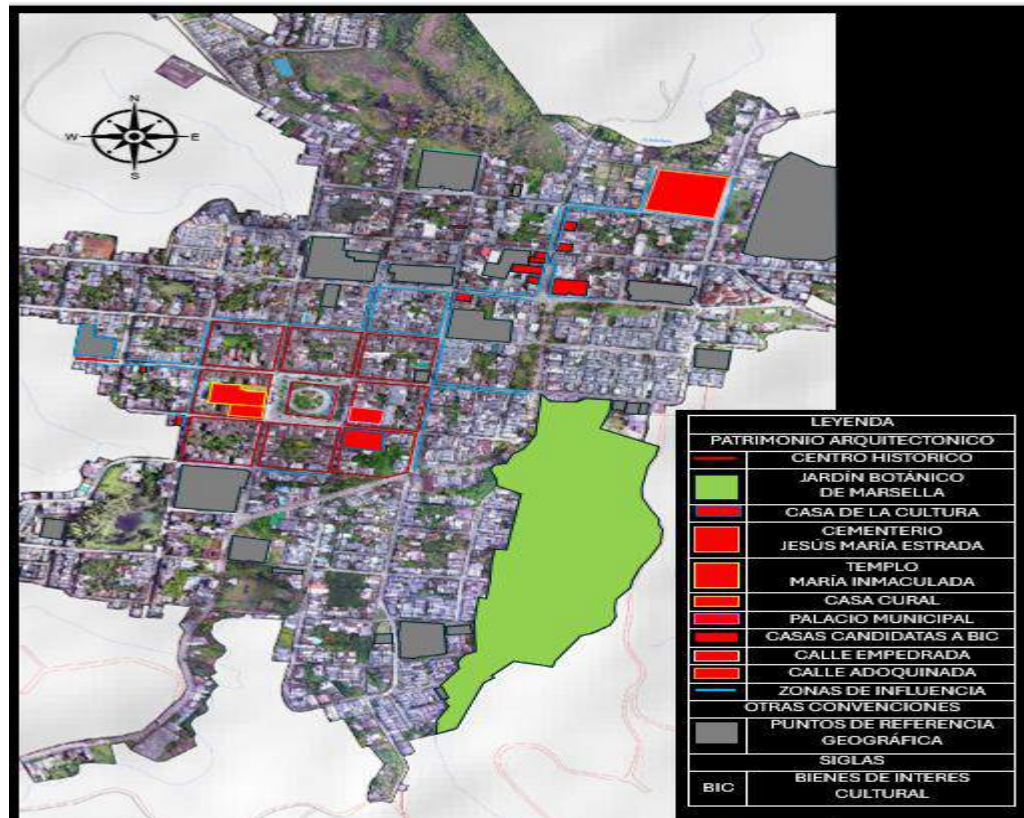 N
W
E
S
LEYENDA
PATRIMONIO ARQUITECTONICO
CENTRO HISTORICO
JARDÍN BOTÁNICO
DE MARSELLA
CASA DE LA CULTURA
CEMENTERIO
JESÚS MARÍA ESTRADA
TEMPLO
MARÍA INMACULADA
CASA CURAL
PALACIO MUNICIPAL
CASAS CANDIDATAS A BIC
CALLE EMPEDRADA
CALLE ADOQUINADA
ZONAS DE INFLUENCIA
OTRAS CONVENCIONES
PUNTOS DE REFERENCIA
GEOGRÁFICA
SIGLAS
BIC
BIENES DE INTERES
CULTURAL